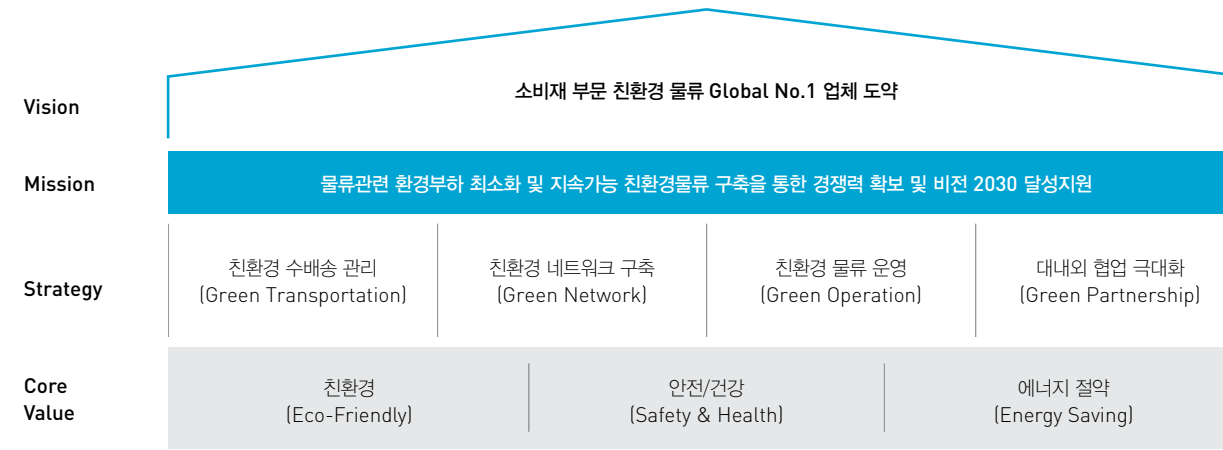 Vision
소비재 부문 친환경 물류 Global No.1 업체 도약
Mission
물류관련 환경부하 최소화 및 지속가능 친환경물류 구축을 통한 경쟁력 확보 및 비전 2030 달성지원
Strategy
친환경 수배송 관리
(Green Transportation)
친환경 네트워크 구축
(Green Network)
친환경 물류 운영
(Green Operation)
대내외 협업 극대화
(Green Partnership)
Core
Value
친환경
(Eco-Friendly)
안전/건강
(Safety & Health)
에너지 절약
(Energy Saving)